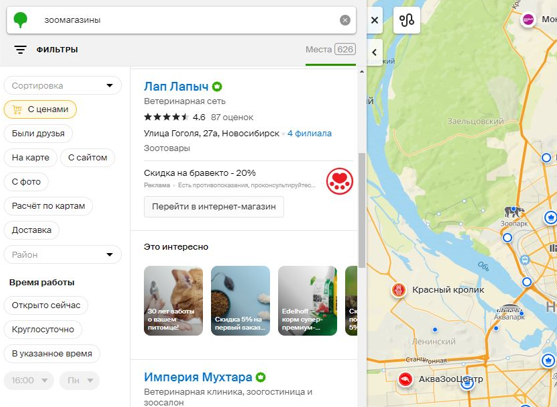 зоомагазины
ФИЛЬТРЫ
Места 626
Сортировка
С ценами
Были друзья
На карте
С сайтом
С фото
Расчёт по картам
Доставка
Район
Время работы
Открыто сейчас
Круглосуточно
В указанное время
16:00
Пн
Лап Лапыч
Ветеринарная сеть
4.6 87 оценок
Улица Гоголя, 27а, Новосибирск · 4 филиала
Зоотовары
Скидка на бравекто - 20%
Реклама · Есть противопоказания, проконсультируйтес...
Перейти в интернет-магазин
Это интересно
30 лет заботы
о вашем
питомце!
Скидка 5% на
первый заказ...
Edelhoff
корм супер-
премиум-...
Империя Мухтара
Ветеринарная клиника, зоогостиница и
зоосалон
Заельцовский
Зоопарк
Обь
Красный кролик
Аквапарк
Ленинский
Станционная
АкваЗооЦентр